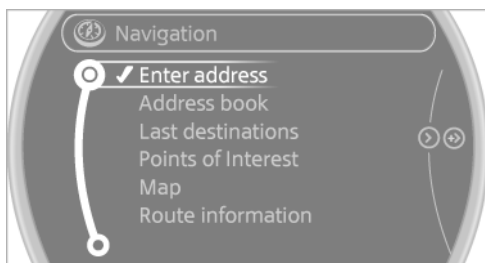 Navigation
Enter address
Address book
Last destinations
Points of Interest
Map
Route information